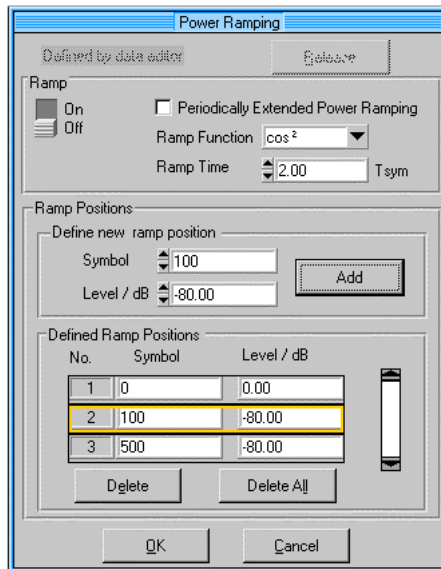 Power Ramping
Defined by data editor
Release
Ramp
On
Off
Periodically Extended Power Ramping
Ramp Function cos²
Ramp Time 2.00 Tsym
Ramp Positions
Define new ramp position
Symbol 100
Level / dB -80.00
Add
Defined Ramp Positions
No. Symbol Level / dB
1 0 0.00
2 100 -80.00
3 500 -80.00
Delete Delete All
OK Cancel